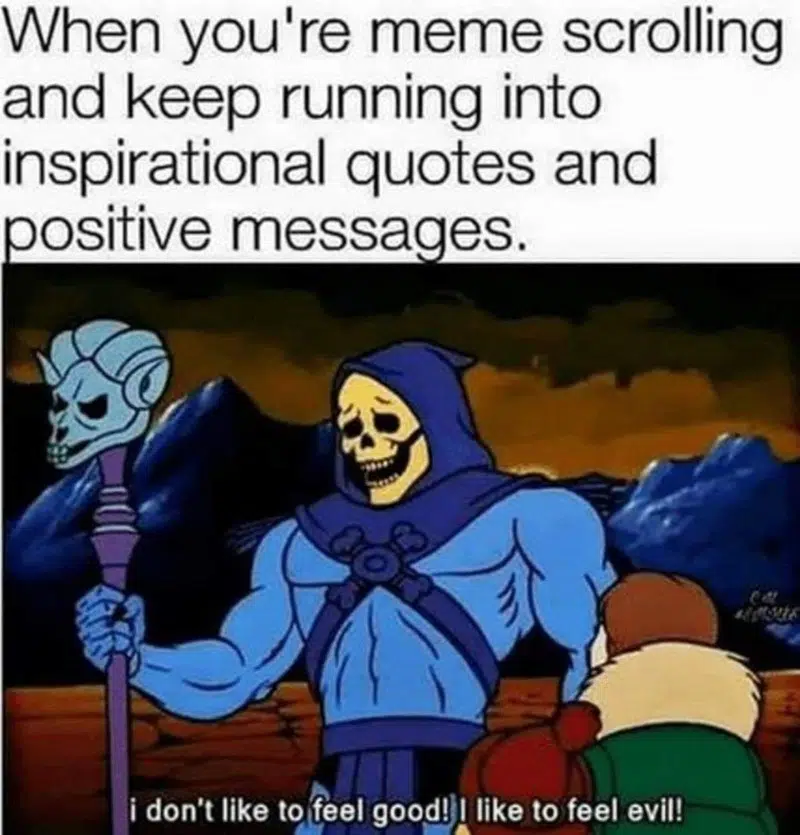 When you're meme scrolling
and keep running into
inspirational quotes and
positive messages.
i don't like to feel good! I like to feel evil!